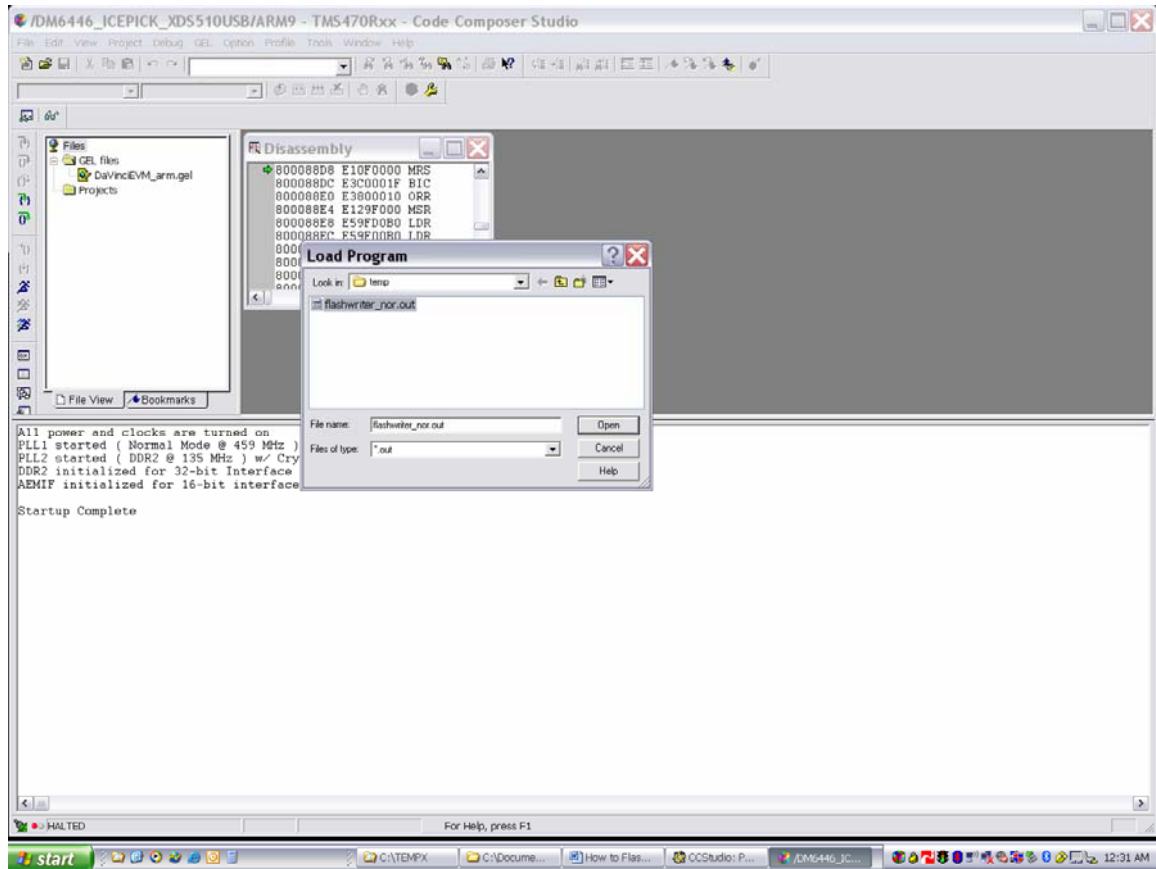 /DM6446_ICEPICK_XDS510USB/ARM9 - TMS470Rxx - Code Composer Studio
File Edit View Project Debug GEL Option Profile Tools Window Help
Files
GEL files
DaVinciEVM_arm.gel
Projects
File View
Bookmarks
Disassembly
800088D8 E10F0000 MRS
800088DC E3C0001F BIC
800088E0 E3800010 ORR
800088E4 E129F000 MSR
800088E8 E59FD0B0 LDR
800088EC E59F00B0 LDR
Load Program
Look in: temp
flashwriter_nor.out
File name: flashwriter_nor.out
Open
Files of type: *.out
Cancel
Help
All power and clocks are turned on
PLL1 started ( Normal Mode @ 459 MHz )
PLL2 started ( DDR2 @ 135 MHz ) w/ Cry
DDR2 initialized for 32-bit Interface
AEMIF initialized for 16-bit interface
Startup Complete
HALTED
For Help, press F1
start
C:\TEMPX
C:\Docume...
How to Flas...
CCStudio: P...
/DM6446_IC...
12:31 AM